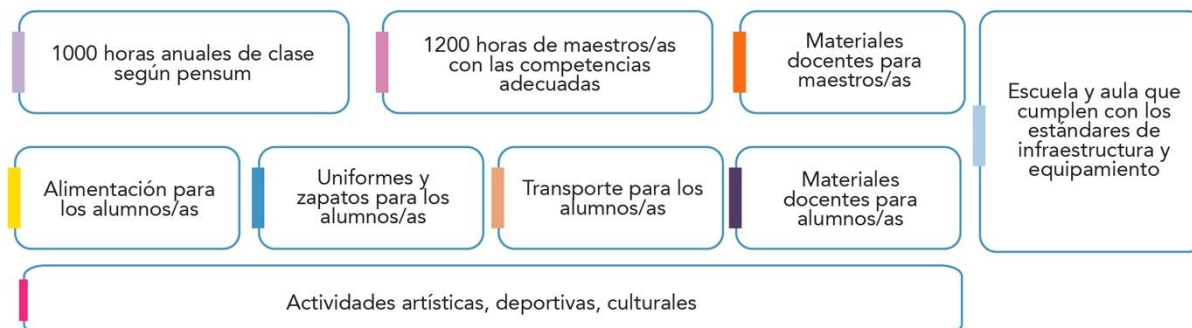 1000 horas anuales de clase
según pensum
1200 horas de maestros/as
con las competencias
adecuadas
Materiales
docentes para
maestros/as
Escuela y aula que
cumplen con los
estándares de
infraestructura y
equipamiento
Alimentación para
los alumnos/as
Uniformes y
zapatos para los
alumnos/as
Transporte para los
alumnos/as
Materiales
docentes para
alumnos/as
Actividades artísticas, deportivas, culturales